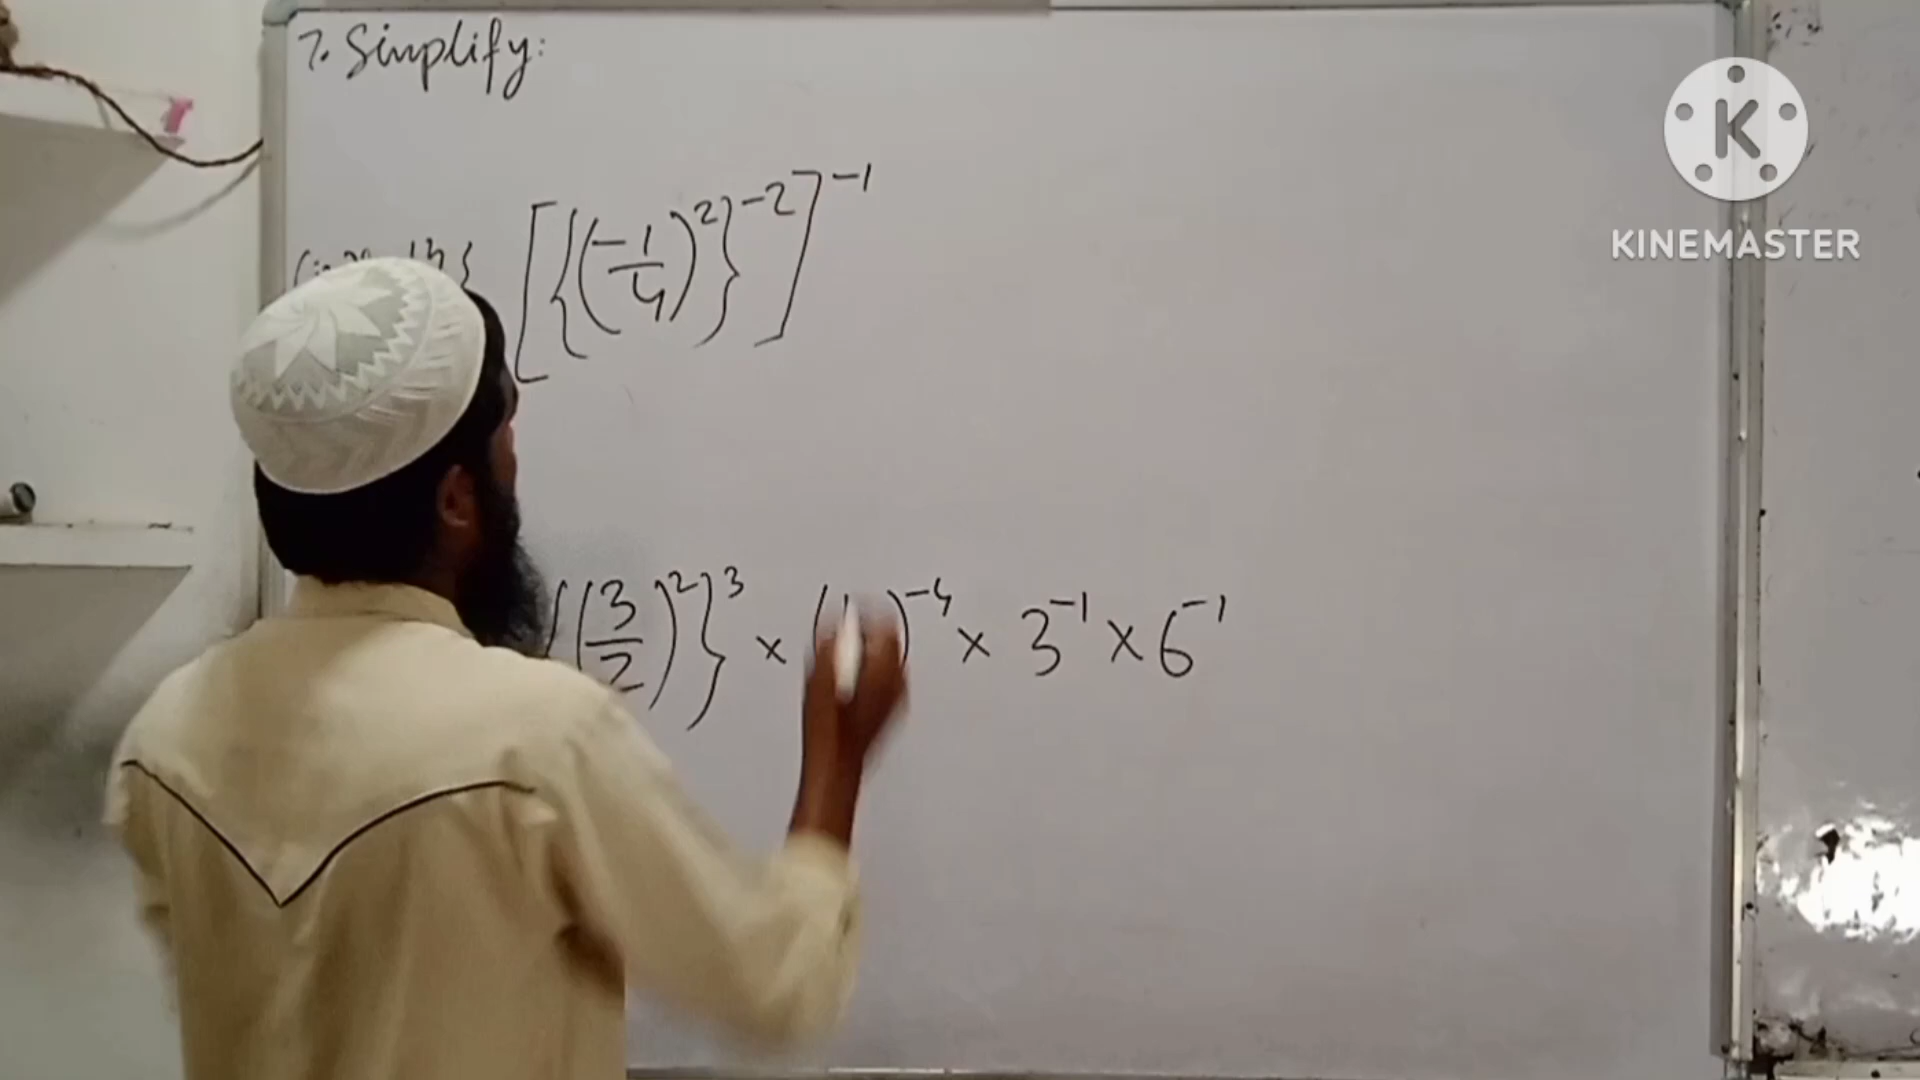 7. Simplify:
[{(-1/4)^2}^-2]^-1
{(3/2)^2}^3 × ( )^-4 × 3^-1 × 6^-1
K
KINEMASTER